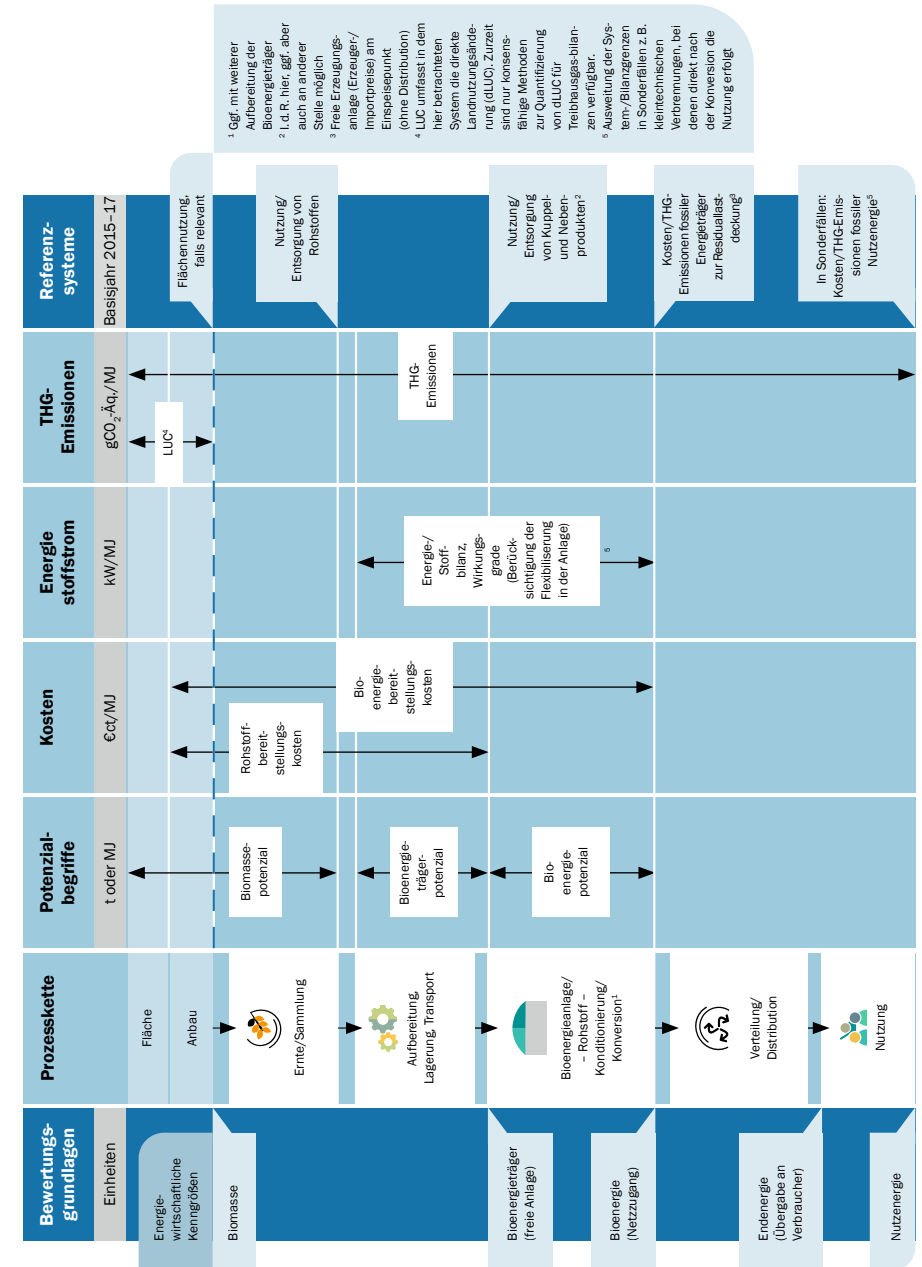 Bewertungs-
grundlagen
Prozesskette
Potenzial-
begriffe
Kosten
Energie
stoffstrom
THG-
Emissionen
Referenz-
systeme
Einheiten
t oder MJ
€ct/MJ
kW/MJ
gCO₂-Äq./MJ
Basisjahr 2015–17
Energie-
wirtschaftliche
Kenngrößen
Biomasse
Bioenergieträger
(freie Anlage)
Bioenergie
(Netzzugang)
Endenergie
(Übergabe an
Verbraucher)
Nutzenergie
Fläche
Anbau
Ernte/Sammlung
Aufbereitung,
Lagerung, Transport
Bioenergieanlage/
– Rohstoff –
Konditionierung/
Konversion¹
Verteilung/
Distribution
Nutzung
Biomasse-
potenzial
Bioenergie-
träger-
potenzial
Bio-
energie-
potenzial
Rohstoff-
bereit-
stellungs-
kosten
Bio-
energie-
bereit-
stellungs-
kosten
Energie-/
Stoff-
bilanz,
Wirkungs-
grade
(Berück-
sichtigung der
Flexibiliserung
in der Anlage)
⁵
LUC⁴
THG-
Emissionen
Flächennutzung,
falls relevant
Nutzung/
Entsorgung von
Rohstoffen
Nutzung/
Entsorgung
von Kuppel-
und Neben-
produkten²
Kosten/THG-
Emissionen fossiler
Energieträger
zur Residuallast-
deckung³
In Sonderfällen:
Kosten/THG-Emis-
sionen fossiler
Nutzenergie⁵
¹ Ggf. mit weiterer
Aufbereitung der
Bioenergieträger
² I. d. R. hier, ggf. aber
auch an anderer
Stelle möglich
³ Freie Erzeugungs-
anlage (Erzeuger-/
Importpreise) am
Einspeisepunkt
(ohne Distribution)
⁴ LUC umfasst in dem
hier betrachteten
System die direkte
Landnutzungsände-
rung (dLUC), Zurzeit
sind nur konsens-
fähige Methoden
zur Quantifizierung
von dLUC für
Treibhausgas-bilan-
zen verfügbar.
⁵ Ausweitung der Sys-
tem-/Bilanzgrenzen
in Sonderfällen z. B.
kleintechnischen
Verbrennungen, bei
denen direkt nach
der Konversion die
Nutzung erfolgt